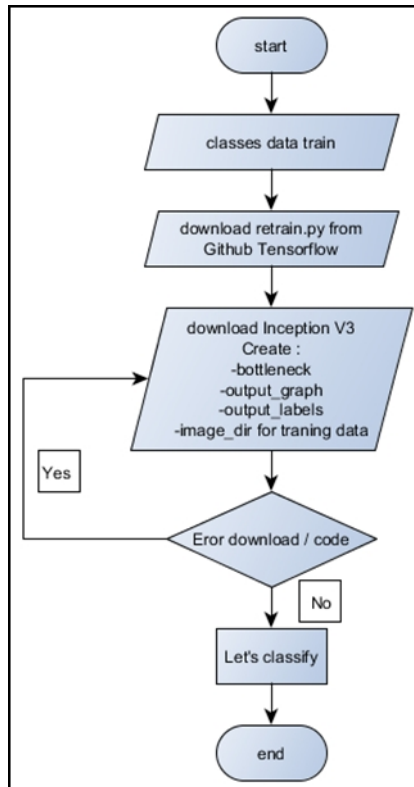 start
classes data train
download retrain.py from
Github Tensorflow
download Inception V3
Create :
-bottleneck
-output_graph
-output_labels
-image_dir for traning data
Yes
Eror download / code
No
Let's classify
end